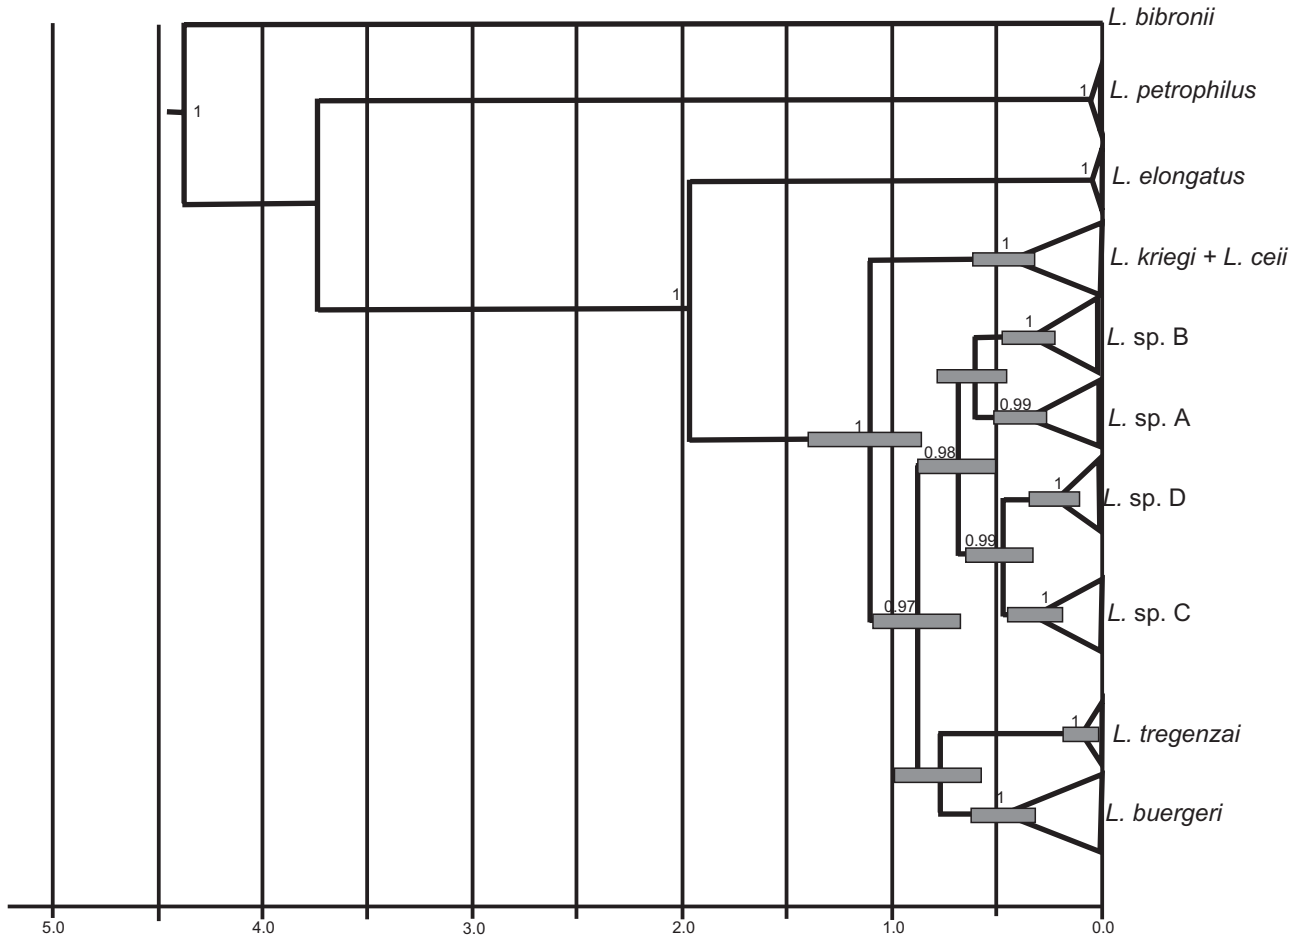 L. bibronii
1
L. petrophilus
1
1
L. elongatus
1
L. kriegi + L. ceii
1
1
L. sp. B
0.99
L. sp. A
1
0.98
1
L. sp. D
0.99
1
L. sp. C
0.97
1
L. tregenzai
1
L. buergeri
5.0 4.0 3.0 2.0 1.0 0.0